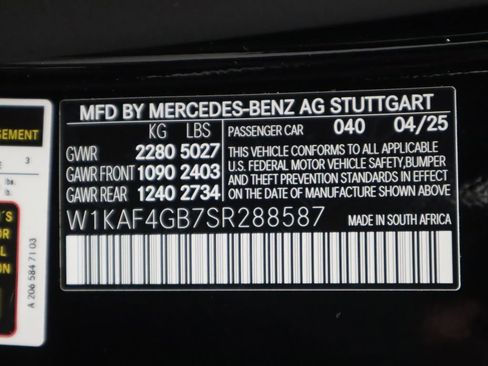 MFD BY MERCEDES-BENZ AG STUTTGART
KG LBS
GVWR 2280 5027
GAWR FRONT 1090 2403
GAWR REAR 1240 2734
PASSENGER CAR 040 04/25
THIS VEHICLE CONFORMS TO ALL APPLICABLE
U.S. FEDERAL MOTOR VEHICLE SAFETY,BUMPER
AND THEFT PREVENTION STANDARDS IN EFFECT
ON THE DATE OF MANUFACTURE SHOWN ABOVE
W1KAF4GB7SR288587
MADE IN SOUTH AFRICA
GEMENT
3
lbs.
A 206 584 71 03